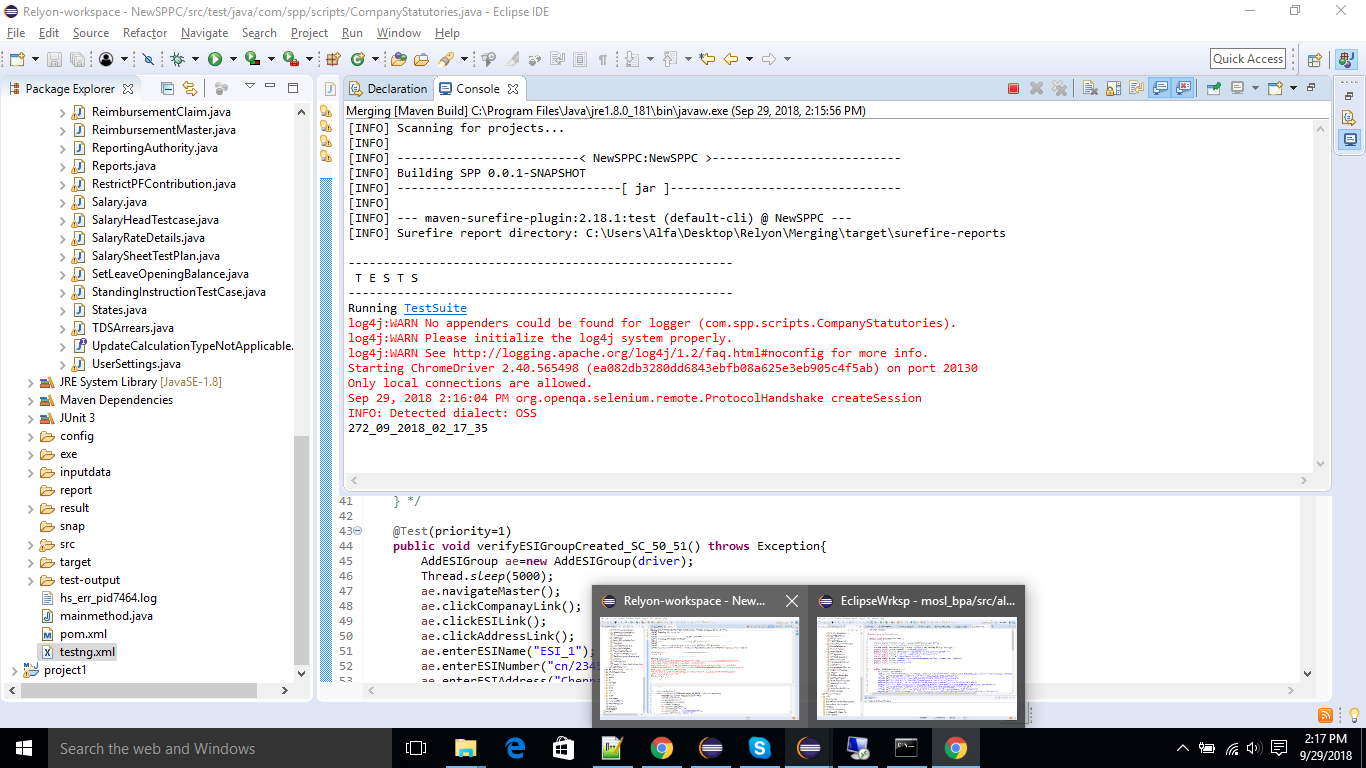 Relyon-workspace - NewSPPC/src/test/java/com/spp/scripts/CompanyStatutories.java - Eclipse IDE
File Edit Source Refactor Navigate Search Project Run Window Help
Quick Access
Package Explorer
Declaration Console
Merging [Maven Build] C:\Program Files\Java\jre1.8.0_181\bin\javaw.exe (Sep 29, 2018, 2:15:56 PM)
ReimbursementClaim.java
ReimbursementMaster.java
ReportingAuthority.java
Reports.java
RestrictPFContribution.java
Salary.java
SalaryHeadTestcase.java
SalaryRateDetails.java
SalarySheetTestPlan.java
SetLeaveOpeningBalance.java
StandingInstructionTestCase.java
States.java
TDSArrears.java
UpdateCalculationTypeNotApplicable.
UserSettings.java
JRE System Library [JavaSE-1.8]
Maven Dependencies
JUnit 3
config
exe
inputdata
report
result
snap
src
target
test-output
hs_err_pid7464.log
mainmethod.java
pom.xml
testng.xml
project1
[INFO] Scanning for projects...
[INFO]
[INFO] --------------------------< NewSPPC:NewSPPC >---------------------------
[INFO] Building SPP 0.0.1-SNAPSHOT
[INFO] --------------------------------[ jar ]---------------------------------
[INFO]
[INFO] --- maven-surefire-plugin:2.18.1:test (default-cli) @ NewSPPC ---
[INFO] Surefire report directory: C:\Users\Alfa\Desktop\Relyon\Merging\target\surefire-reports
-------------------------------------------------------
T E S T S
-------------------------------------------------------
Running TestSuite
log4j:WARN No appenders could be found for logger (com.spp.scripts.CompanyStatutories).
log4j:WARN Please initialize the log4j system properly.
log4j:WARN See http://logging.apache.org/log4j/1.2/faq.html#noconfig for more info.
Starting ChromeDriver 2.40.565498 (ea082db3280dd6843ebfb08a625e3eb905c4f5ab) on port 20130
Only local connections are allowed.
Sep 29, 2018 2:16:04 PM org.openqa.selenium.remote.ProtocolHandshake createSession
INFO: Detected dialect: OSS
272_09_2018_02_17_35
41 } */
42
43 @Test(priority=1)
44 public void verifyESIGroupCreated_SC_50_51() throws Exception{
45 AddESIGroup ae=new AddESIGroup(driver);
46 Thread.sleep(5000);
47 ae.navigateMaster();
48 ae.clickCompanayLink();
49 ae.clickESILink();
50 ae.clickAddressLink();
51 ae.enterESIName("ESI_1");
52 ae.enterESINumber("cn/2345
53 ae.enterESIAddress("Chenna
Relyon-workspace - New...
EclipseWrksp - mosl_bpa/src/al...
Search the web and Windows
2:17 PM
9/29/2018